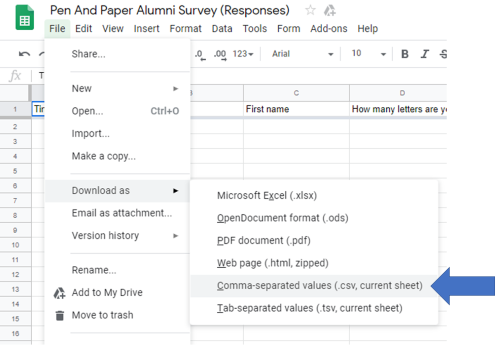 Pen And Paper Alumni Survey (Responses)
File Edit View Insert Format Data Tools Form Add-ons Help
Share...
.0 .00 123 Arial 10 B I S
fx T
New
Open... Ctrl+O
Import...
Make a copy...
Download as
Email as attachment...
Version history
Rename...
Add to My Drive
Move to trash
Microsoft Excel (.xlsx)
OpenDocument format (.ods)
PDF document (.pdf)
Web page (.html, zipped)
Comma-separated values (.csv, current sheet)
Tab-separated values (.tsv, current sheet)
C D
1 Tir First name How many letters are yo
2
3
4
5
6
7
8
9
10
11
12
13
14
15
16